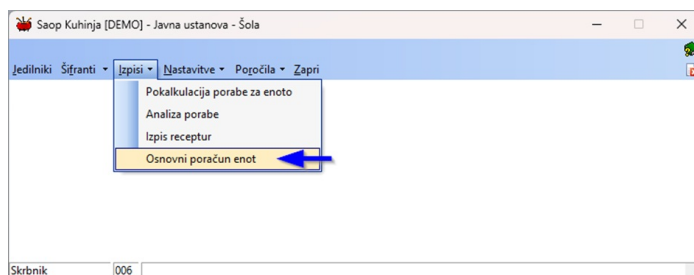 Saop Kuhinja [DEMO] - Javna ustanova - Šola
Jedilniki Šifranti Izpisi Nastavitve Poročila Zapri
Pokalkulacija porabe za enoto
Analiza porabe
Izpis receptur
Osnovni poračun enot
Skrbnik 006